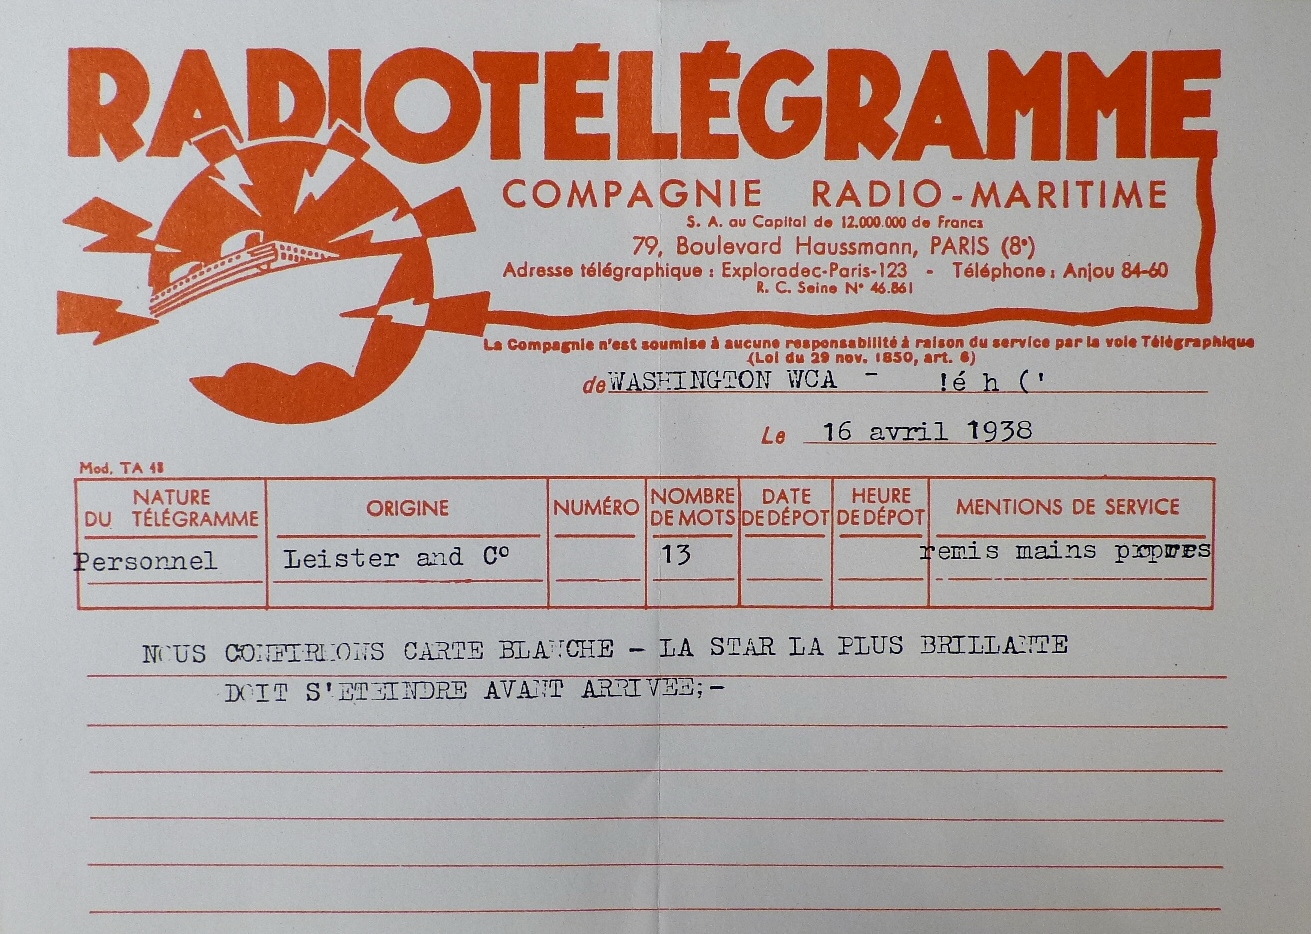 RADIOTÉLÉGRAMME
COMPAGNIE RADIO-MARITIME
S. A. au Capital de 12.000.000 de Francs
79, Boulevard Haussmann, PARIS (8e)
Adresse télégraphique : Exploradec-Paris-123 - Téléphone : Anjou 84-60
R. C. Seine N° 46.861
La Compagnie n'est soumise à aucune responsabilité à raison du service par la voie Télégraphique
(Loi du 29 nov. 1850, art. 6)
de WASHINGTON WCA - !é h ('
Le 16 avril 1938
Mod. TA 18
NATURE DU TÉLÉGRAMME ORIGINE NUMÉRO NOMBRE DE MOTS DATE DE DÉPOT HEURE DE DÉPOT MENTIONS DE SERVICE
Personnel Leister and C° 13 remis mains propres
NOUS CONFIRMONS CARTE BLANCHE - LA STAR LA PLUS BRILLANTE
DOIT S'ETEINDRE AVANT ARRIVEE;-